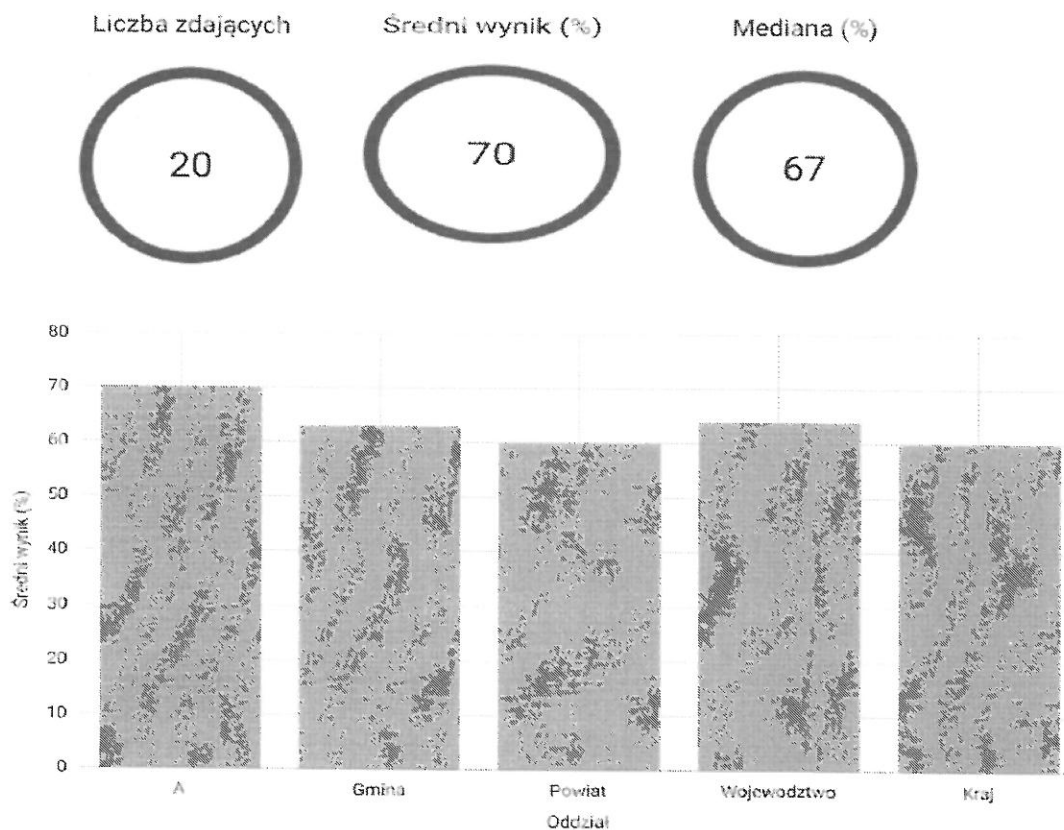 Liczba zdających Średni wynik (%) Mediana (%)
20 70 67
80
70
60
50
40
30
20
10
0
Średni wynik (%)
A Gmina Powiat Województwo Kraj
Oddział